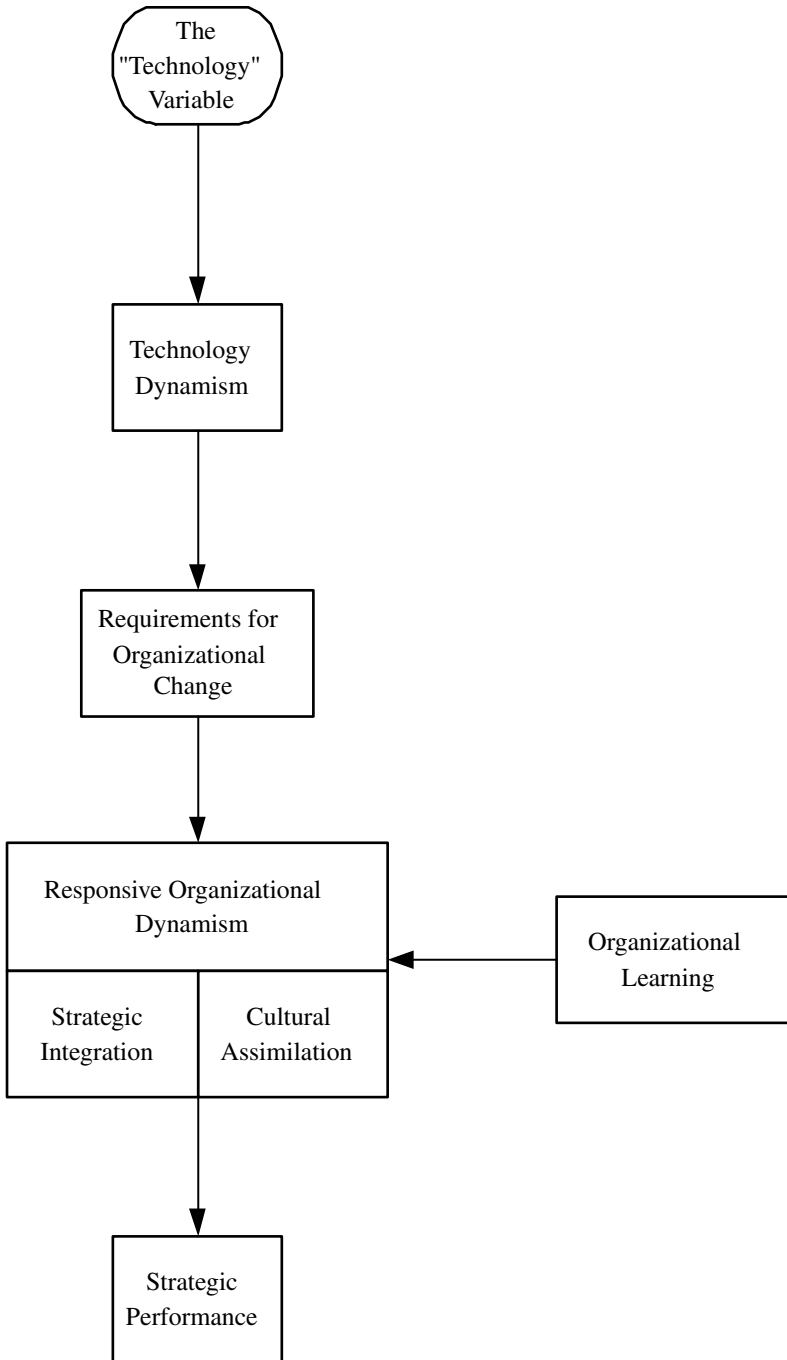 The
"Technology"
Variable
Technology
Dynamism
Requirements for
Organizational
Change
Responsive Organizational
Dynamism
Strategic
Integration
Cultural
Assimilation
Organizational
Learning
Strategic
Performance